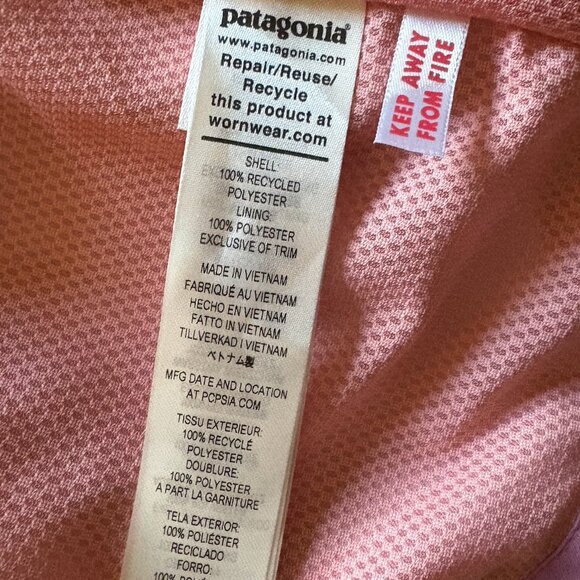 patagonia®
www.patagonia.com
Repair/Reuse/
Recycle
this product at
wornwear.com
SHELL:
100% RECYCLED
POLYESTER
LINING:
100% POLYESTER
EXCLUSIVE OF TRIM
MADE IN VIETNAM
FABRIQUÉ AU VIETNAM
HECHO EN VIETNAM
FATTO IN VIETNAM
TILLVERKAD I VIETNAM
ベトナム製
MFG DATE AND LOCATION
AT PCPSIA.COM
TISSU EXTERIEUR:
100% RECYCLÉ
POLYESTER
DOUBLURE:
100% POLYESTER
A PART LA GARNITURE
TELA EXTERIOR:
100% POLIÉSTER
RECICLADO
FORRO:
KEEP AWAY
FROM FIRE